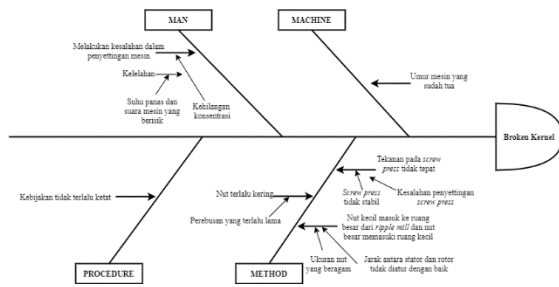 MAN
MACHINE
Melakukan kesalahan dalam
penyettingan mesin
Kelelahan
Suhu panas dan
suara mesin yang
berisik
Kehilangan
konsentrasi
Umur mesin yang
sudah tua
Broken Kernel
Tekanan pada screw
press tidak tepat
Screw press
tidak stabil
Kesalahan penyettingan
screw press
Kebijakan tidak terlalu ketat
Nut terlalu kering
Perebusan yang terlalu lama
Nut kecil masuk ke ruang
besar dari ripple mill dan nut
besar memasuki ruang kecil
Ukuran nut
yang beragam
Jarak antara stator dan rotor
tidak diatur dengan baik
PROCEDURE
METHOD